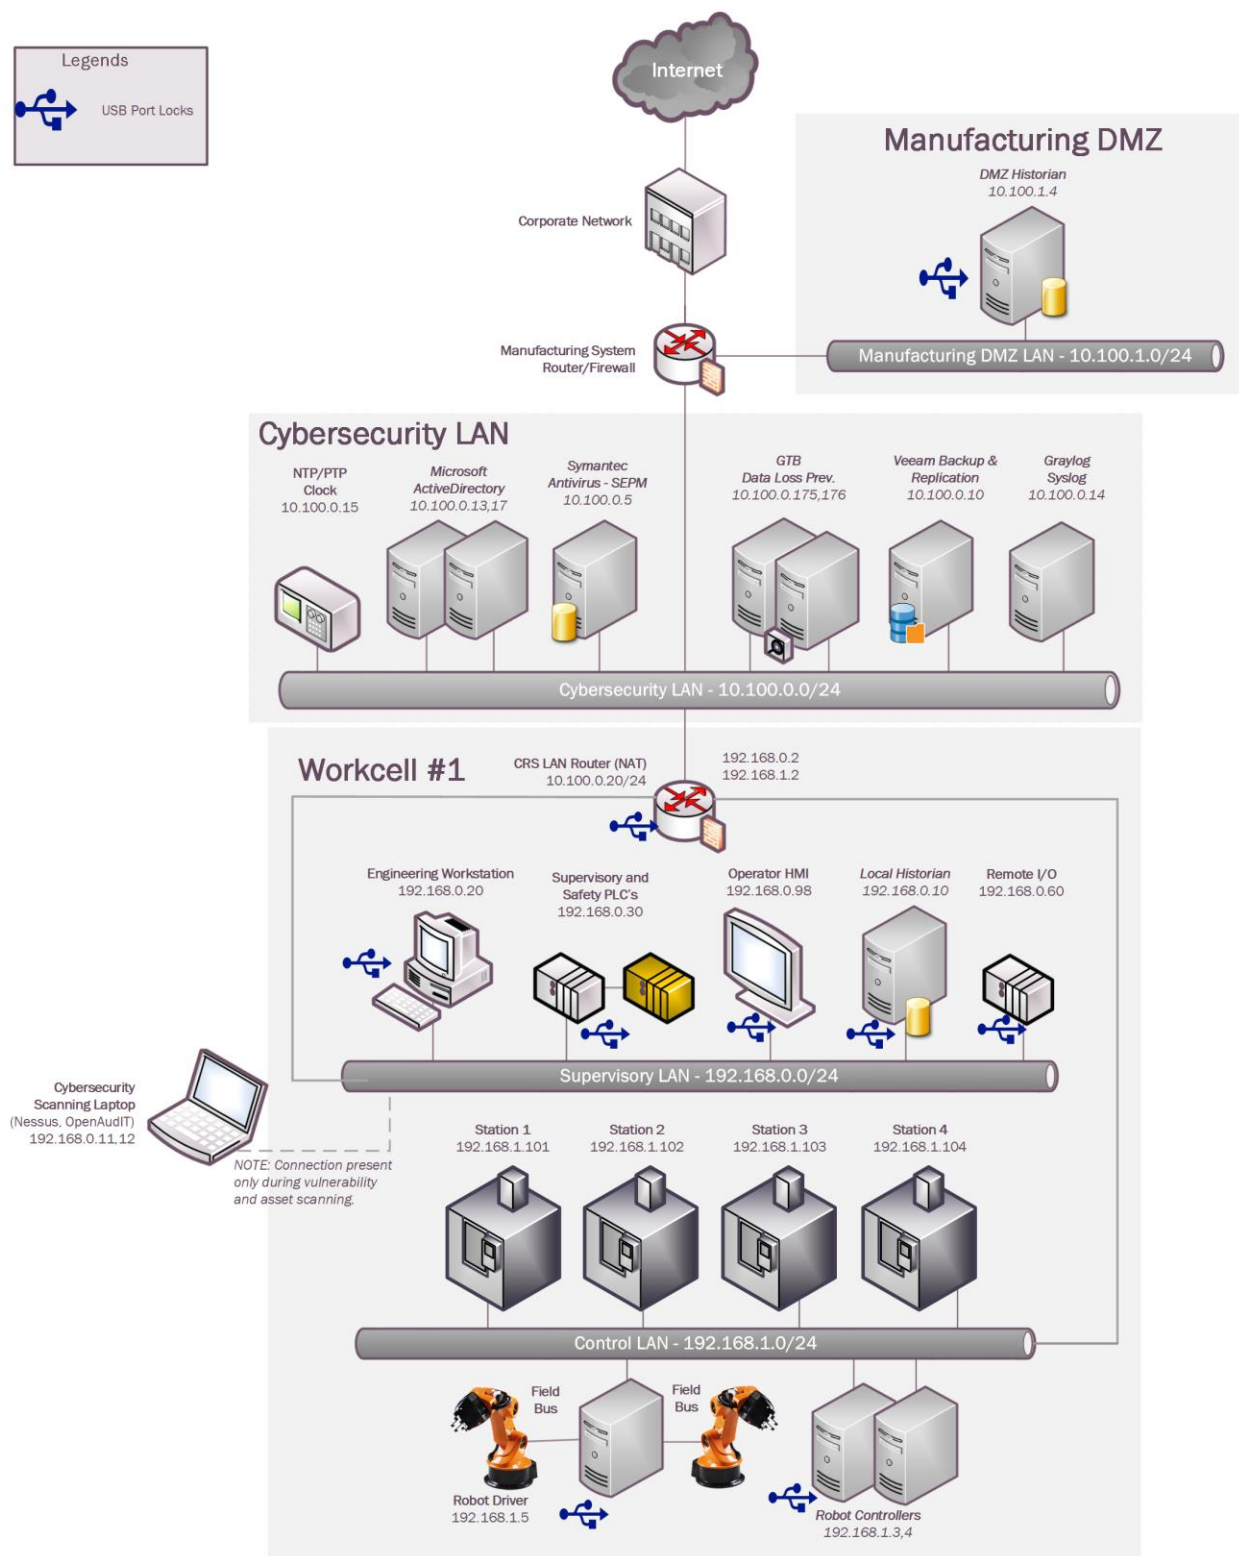 Legends
USB Port Locks
Internet
Manufacturing DMZ
DMZ Historian
10.100.1.4
Corporate Network
Manufacturing System
Router/Firewall
Manufacturing DMZ LAN - 10.100.1.0/24
Cybersecurity LAN
NTP/PTP
Clock
10.100.0.15
Microsoft
ActiveDirectory
10.100.0.13,17
Symantec
Antivirus - SEPM
10.100.0.5
GTB
Data Loss Prev.
10.100.0.175,176
Veeam Backup &
Replication
10.100.0.10
Graylog
Syslog
10.100.0.14
Cybersecurity LAN - 10.100.0.0/24
Workcell #1
CRS LAN Router (NAT)
10.100.0.20/24
192.168.0.2
192.168.1.2
Engineering Workstation
192.168.0.20
Supervisory and
Safety PLC's
192.168.0.30
Operator HMI
192.168.0.98
Local Historian
192.168.0.10
Remote I/O
192.168.0.60
Supervisory LAN - 192.168.0.0/24
Cybersecurity
Scanning Laptop
(Nessus, OpenAudIT)
192.168.0.11,12
NOTE: Connection present
only during vulnerability
and asset scanning.
Station 1
192.168.1.101
Station 2
192.168.1.102
Station 3
192.168.1.103
Station 4
192.168.1.104
Control LAN - 192.168.1.0/24
Field
Bus
Field
Bus
Robot Driver
192.168.1.5
Robot Controllers
192.168.1.3,4